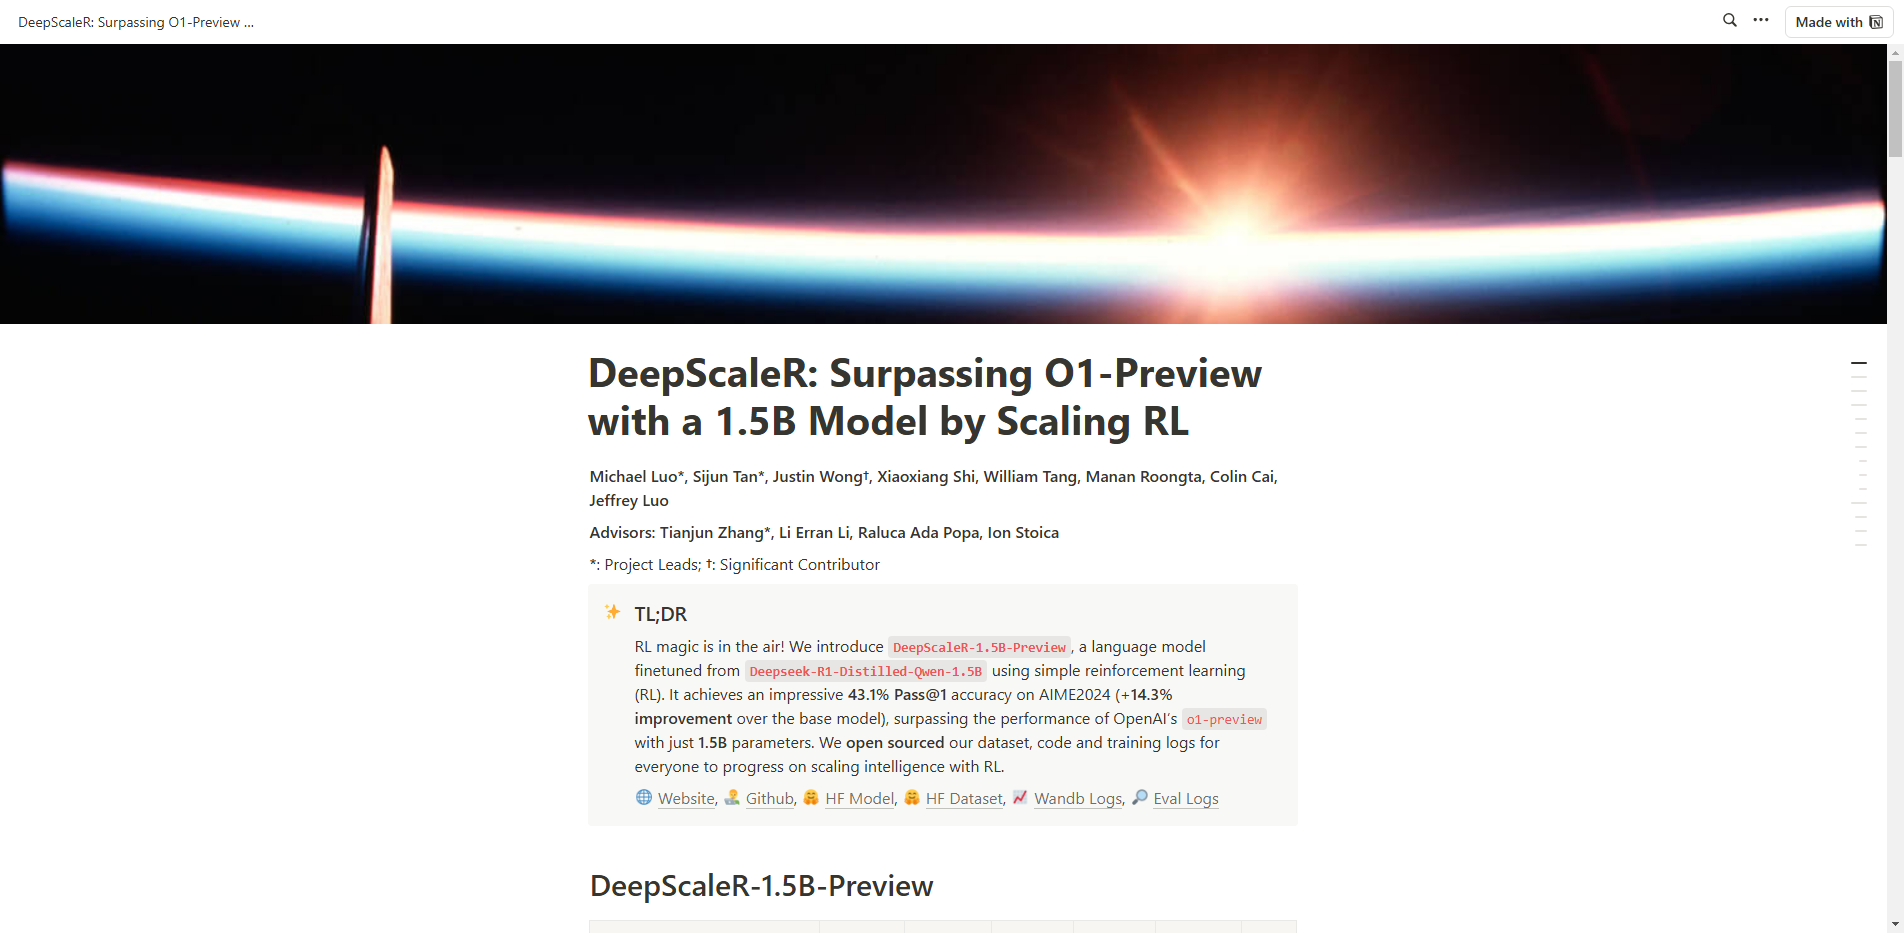 DeepScaleR: Surpassing O1-Preview ...
Made with
DeepScaleR: Surpassing O1-Preview
with a 1.5B Model by Scaling RL
Michael Luo*, Sijun Tan*, Justin Wong†, Xiaoxiang Shi, William Tang, Manan Roongta, Colin Cai,
Jeffrey Luo
Advisors: Tianjun Zhang*, Li Erran Li, Raluca Ada Popa, Ion Stoica
*: Project Leads; †: Significant Contributor
TL;DR
RL magic is in the air! We introduce DeepScaleR-1.5B-Preview, a language model
finetuned from Deepseek-R1-Distilled-Qwen-1.5B using simple reinforcement learning
(RL). It achieves an impressive 43.1% Pass@1 accuracy on AIME2024 (+14.3%
improvement over the base model), surpassing the performance of OpenAI’s o1-preview
with just 1.5B parameters. We open sourced our dataset, code and training logs for
everyone to progress on scaling intelligence with RL.
Website, Github, HF Model, HF Dataset, Wandb Logs, Eval Logs
DeepScaleR-1.5B-Preview